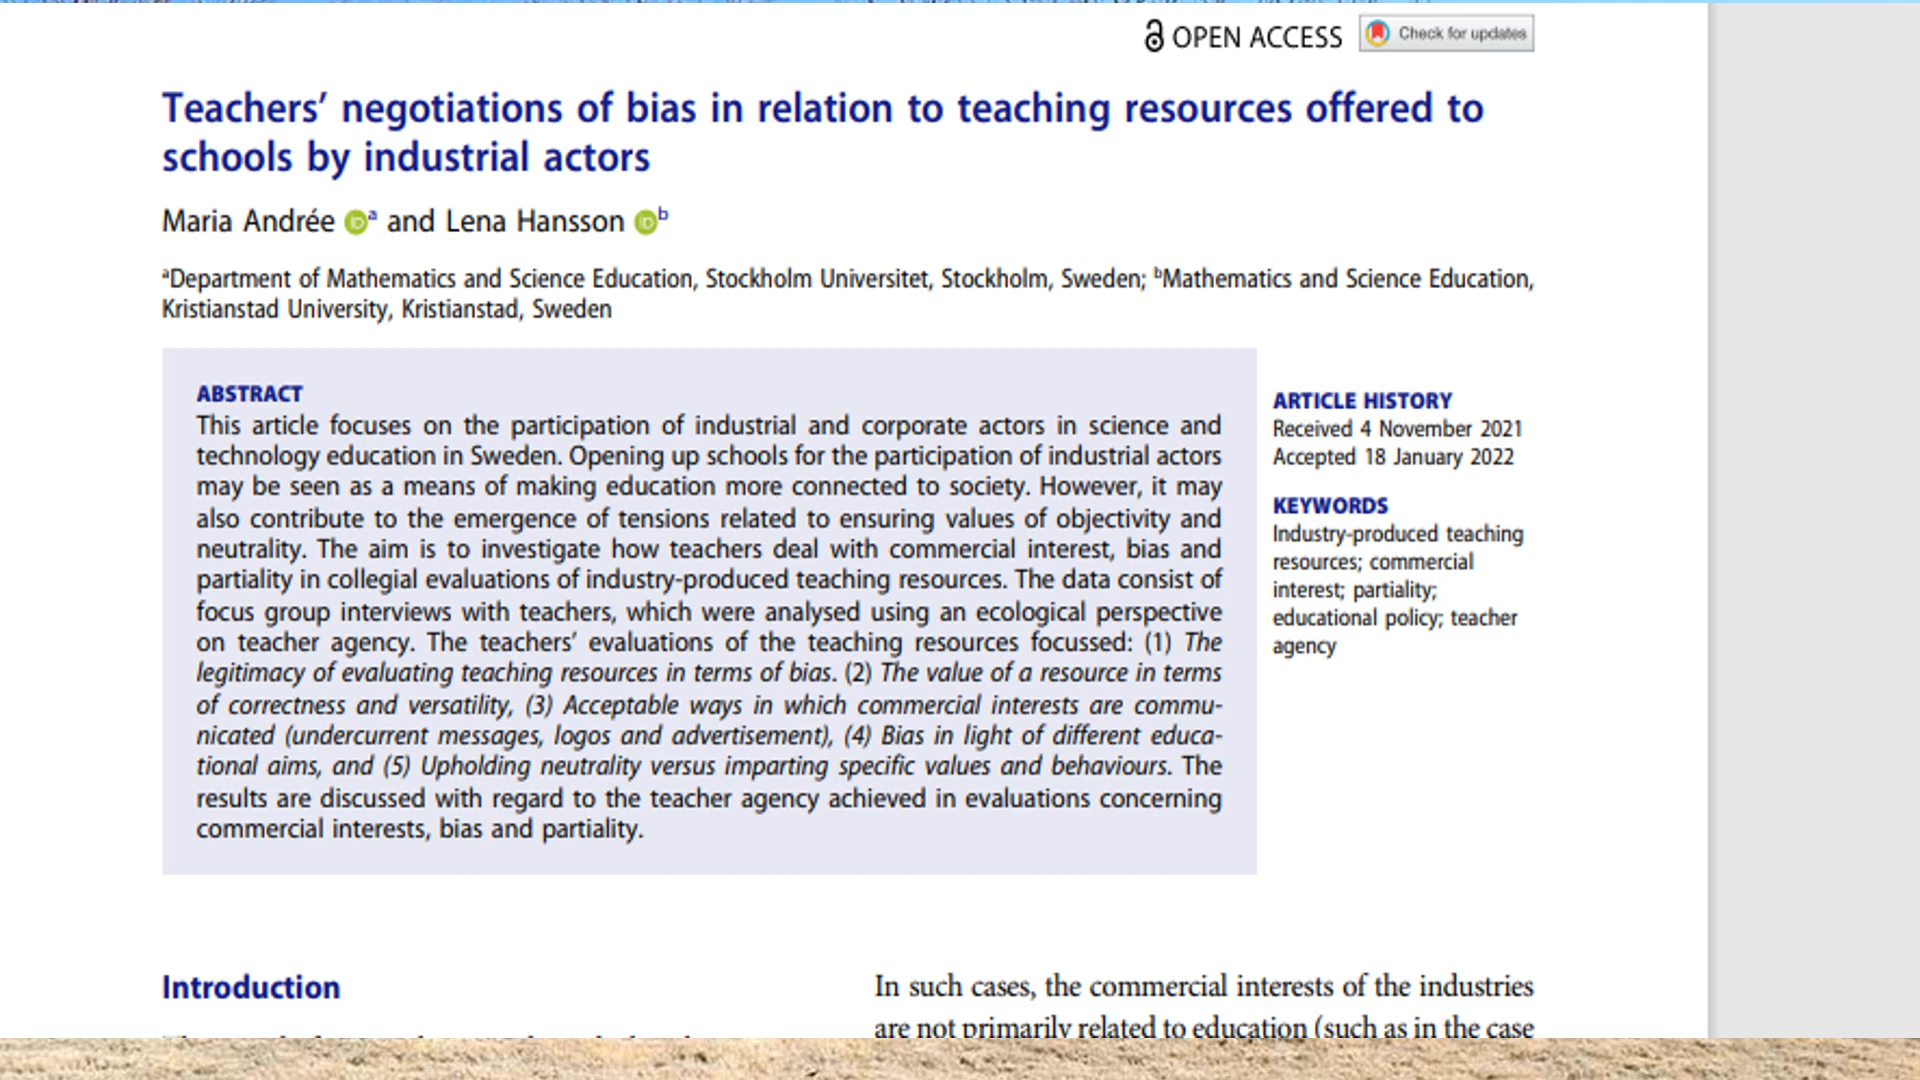 OPEN ACCESS Check for updates
Teachers’ negotiations of bias in relation to teaching resources offered to
schools by industrial actors
Maria Andrée iD a and Lena Hansson iD b
aDepartment of Mathematics and Science Education, Stockholm Universitet, Stockholm, Sweden; bMathematics and Science Education,
Kristianstad University, Kristianstad, Sweden
ABSTRACT
This article focuses on the participation of industrial and corporate actors in science and
technology education in Sweden. Opening up schools for the participation of industrial actors
may be seen as a means of making education more connected to society. However, it may
also contribute to the emergence of tensions related to ensuring values of objectivity and
neutrality. The aim is to investigate how teachers deal with commercial interest, bias and
partiality in collegial evaluations of industry-produced teaching resources. The data consist of
focus group interviews with teachers, which were analysed using an ecological perspective
on teacher agency. The teachers’ evaluations of the teaching resources focussed: (1) The
legitimacy of evaluating teaching resources in terms of bias. (2) The value of a resource in terms
of correctness and versatility, (3) Acceptable ways in which commercial interests are commu-
nicated (undercurrent messages, logos and advertisement), (4) Bias in light of different educa-
tional aims, and (5) Upholding neutrality versus imparting specific values and behaviours. The
results are discussed with regard to the teacher agency achieved in evaluations concerning
commercial interests, bias and partiality.
ARTICLE HISTORY
Received 4 November 2021
Accepted 18 January 2022
KEYWORDS
Industry-produced teaching
resources; commercial
interest; partiality;
educational policy; teacher
agency
Introduction
In such cases, the commercial interests of the industries
are not primarily related to education (such as in the case